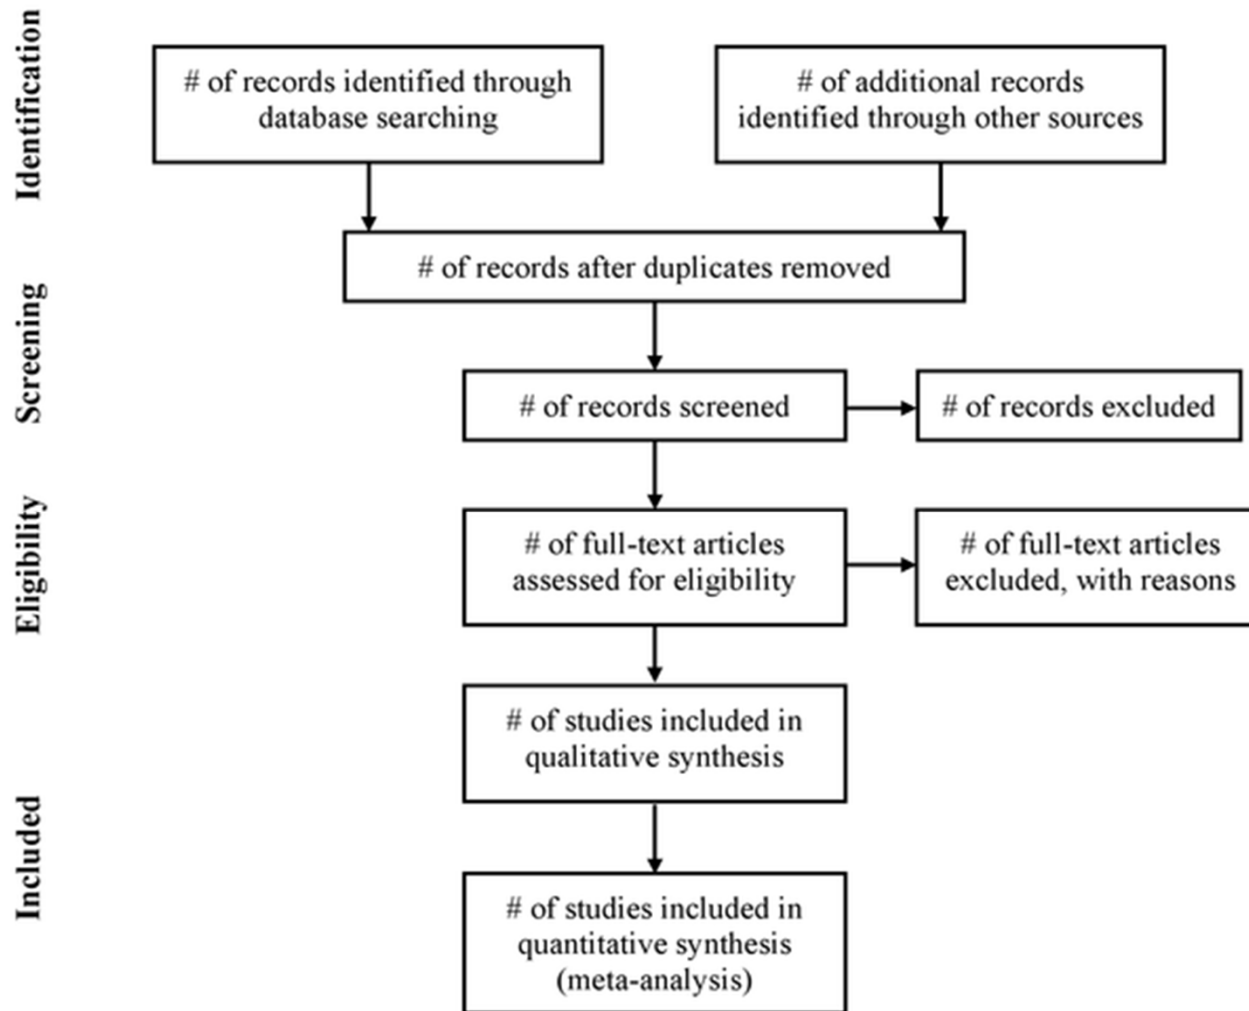 Identification
# of records identified through
database searching
# of additional records
identified through other sources
# of records after duplicates removed
Screening
# of records screened
# of records excluded
Eligibility
# of full-text articles
assessed for eligibility
# of full-text articles
excluded, with reasons
# of studies included in
qualitative synthesis
Included
# of studies included in
quantitative synthesis
(meta-analysis)